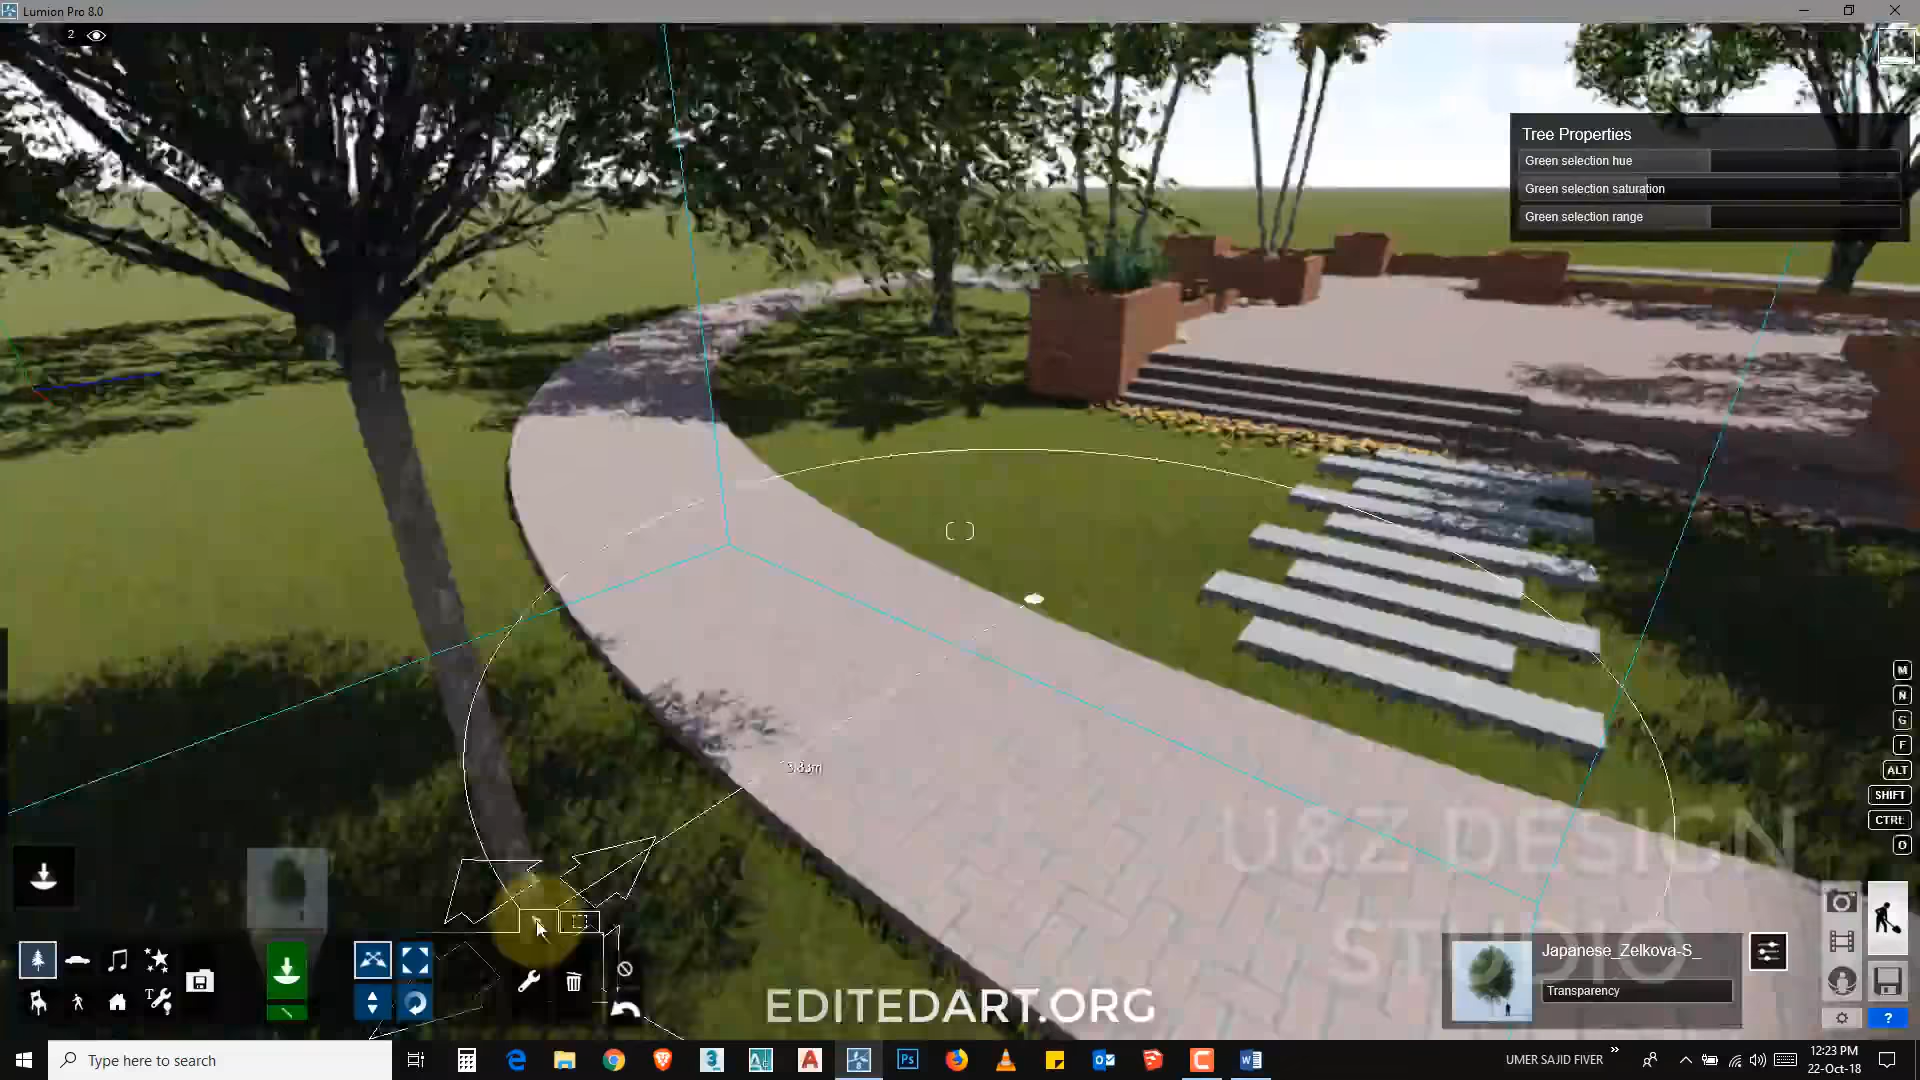 Lumion Pro 8.0
2
Tree Properties
Green selection hue
Green selection saturation
Green selection range
M
N
G
F
ALT
SHIFT
CTRL
O
3.83m
U&Z DESIGN
STUDIO
Japanese_Zelkova-S_
Transparency
EDITEDART.ORG
?
Type here to search
UMER SAJID FIVER
12:23 PM
22-Oct-18